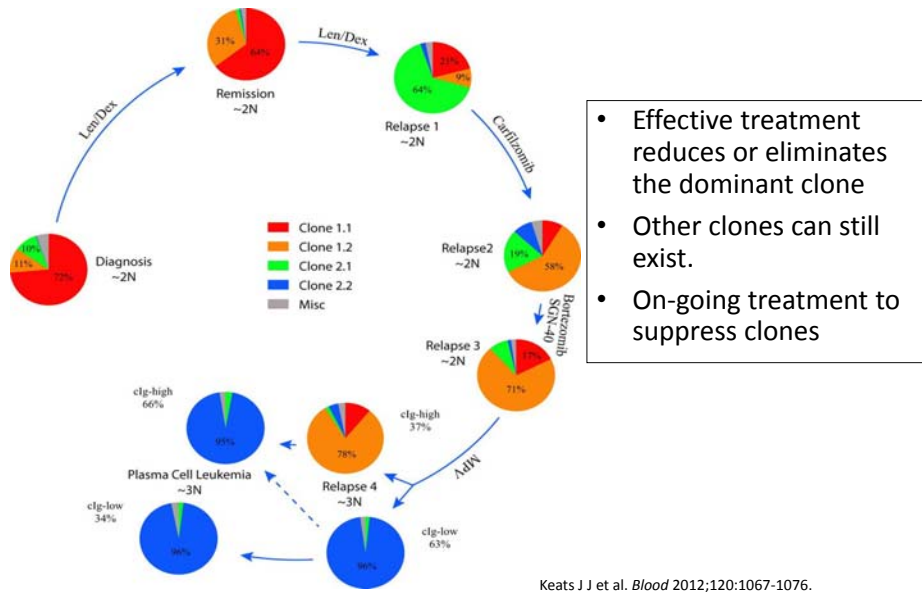 Len/Dex
31%
64%
Remission
~2N
Len/Dex
21%
9%
64%
Relapse 1
~2N
Carfilzomib
10%
11%
72%
Diagnosis
~2N
Clone 1.1
Clone 1.2
Clone 2.1
Clone 2.2
Misc
Relapse2
~2N
19%
58%
Bortezomib
SGN-40
Relapse 3
~2N
17%
71%
MPV
cIg-high
66%
95%
Plasma Cell Leukemia
~3N
cIg-low
34%
96%
cIg-high
37%
78%
Relapse 4
~3N
cIg-low
63%
96%
• Effective treatment
reduces or eliminates
the dominant clone
• Other clones can still
exist.
• On-going treatment to
suppress clones
Keats J J et al. Blood 2012;120:1067-1076.